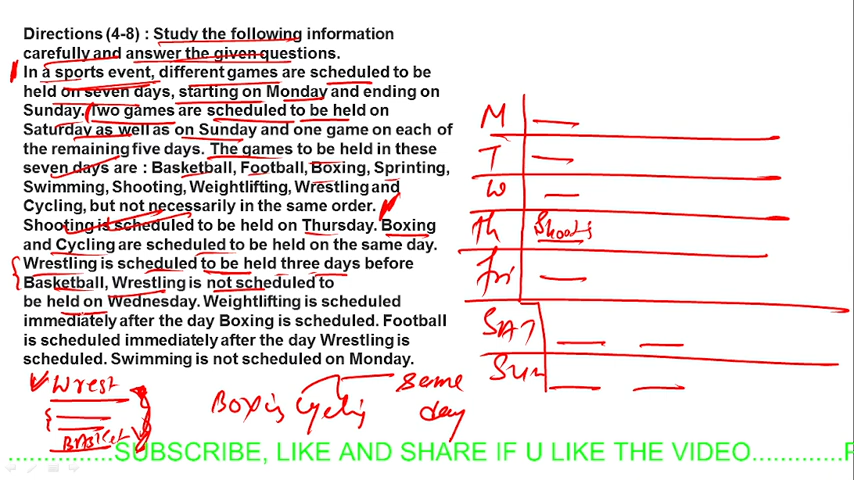 Directions (4-8) : Study the following information
carefully and answer the given questions.
In a sports event, different games are scheduled to be
held on seven days, starting on Monday and ending on
Sunday. Two games are scheduled to be held on
Saturday as well as on Sunday and one game on each of
the remaining five days. The games to be held in these
seven days are : Basketball, Football, Boxing, Sprinting,
Swimming, Shooting, Weightlifting, Wrestling and
Cycling, but not necessarily in the same order.
Shooting is scheduled to be held on Thursday. Boxing
and Cycling are scheduled to be held on the same day.
Wrestling is scheduled to be held three days before
Basketball, Wrestling is not scheduled to
be held on Wednesday. Weightlifting is scheduled
immediately after the day Boxing is scheduled. Football
is scheduled immediately after the day Wrestling is
scheduled. Swimming is not scheduled on Monday.
M
T
W
Th
Fri
SAT
Sun
Wrest
same
day
..................SUBSCRIBE, LIKE AND SHARE IF U LIKE THE VIDEO.............